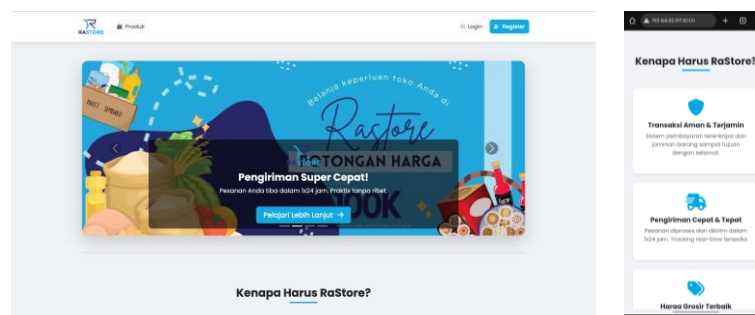 RASTORE
Produk
Login
Register
Belanja keperluan toko Anda di
Rastore
PAKET SEMBAKO
POTONGAN HARGA
100K
Pengiriman Super Cepat!
Pesanan Anda tiba dalam 1x24 jam. Praktis tanpa ribet.
Pelajari Lebih Lanjut →
Kenapa Harus RaStore?
Kenapa Harus RaStore?
Transaksi Aman & Terjamin
Sistem pembayaran terenkripsi dan
jaminan barang sampai tujuan
dengan selamat.
Pengiriman Cepat & Tepat
Pesanan diproses dan dikirim dalam
1x24 jam. Tracking real-time tersedia.
Harga Grosir Terbaik